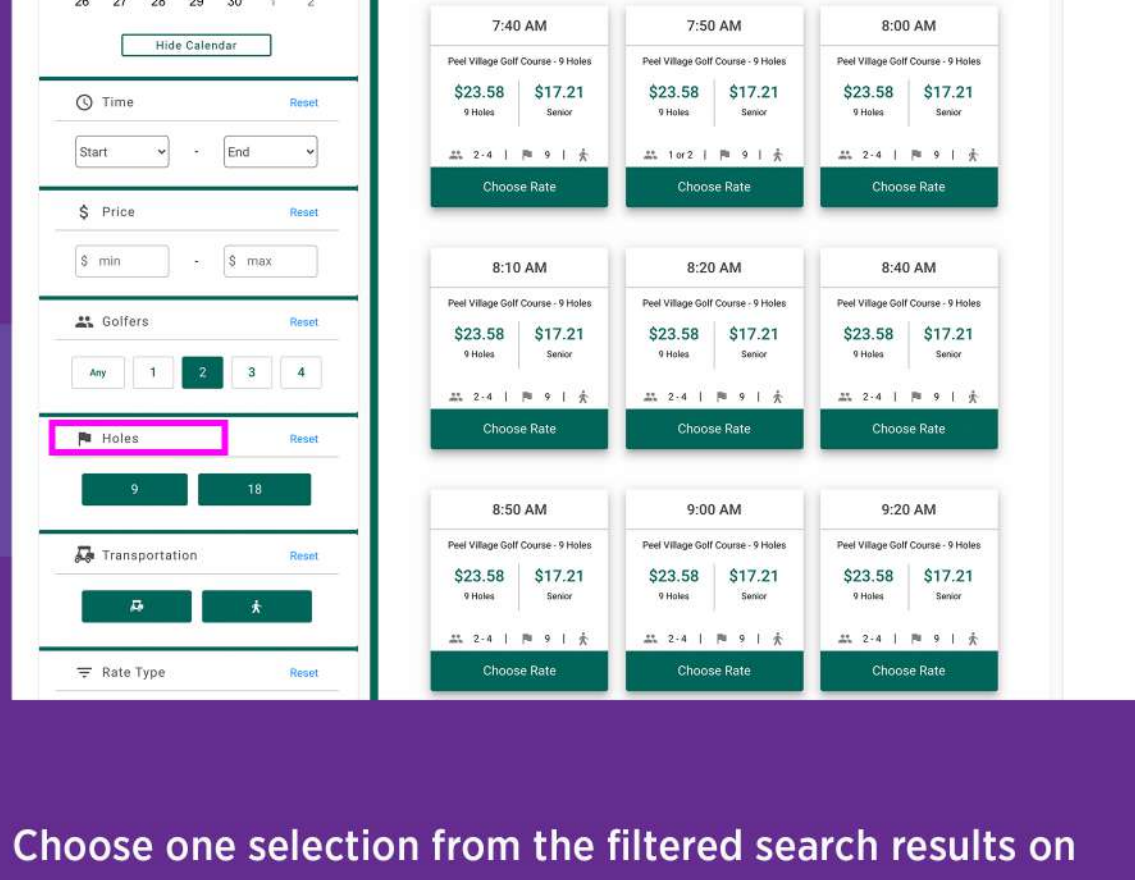 26 27 28 29 30 1 2
Hide Calendar
Time Reset
Start - End
$ Price Reset
$ min - $ max
Golfers Reset
Any 1 2 3 4
Holes Reset
9 18
Transportation Reset
Rate Type Reset
7:40 AM
Peel Village Golf Course - 9 Holes
$23.58 $17.21
9 Holes Senior
2-4 | 9 |
Choose Rate
7:50 AM
Peel Village Golf Course - 9 Holes
$23.58 $17.21
9 Holes Senior
1 or 2 | 9 |
Choose Rate
8:00 AM
Peel Village Golf Course - 9 Holes
$23.58 $17.21
9 Holes Senior
2-4 | 9 |
Choose Rate
8:10 AM
Peel Village Golf Course - 9 Holes
$23.58 $17.21
9 Holes Senior
2-4 | 9 |
Choose Rate
8:20 AM
Peel Village Golf Course - 9 Holes
$23.58 $17.21
9 Holes Senior
2-4 | 9 |
Choose Rate
8:40 AM
Peel Village Golf Course - 9 Holes
$23.58 $17.21
9 Holes Senior
2-4 | 9 |
Choose Rate
8:50 AM
Peel Village Golf Course - 9 Holes
$23.58 $17.21
9 Holes Senior
2-4 | 9 |
Choose Rate
9:00 AM
Peel Village Golf Course - 9 Holes
$23.58 $17.21
9 Holes Senior
2-4 | 9 |
Choose Rate
9:20 AM
Peel Village Golf Course - 9 Holes
$23.58 $17.21
9 Holes Senior
2-4 | 9 |
Choose Rate
Choose one selection from the filtered search results on